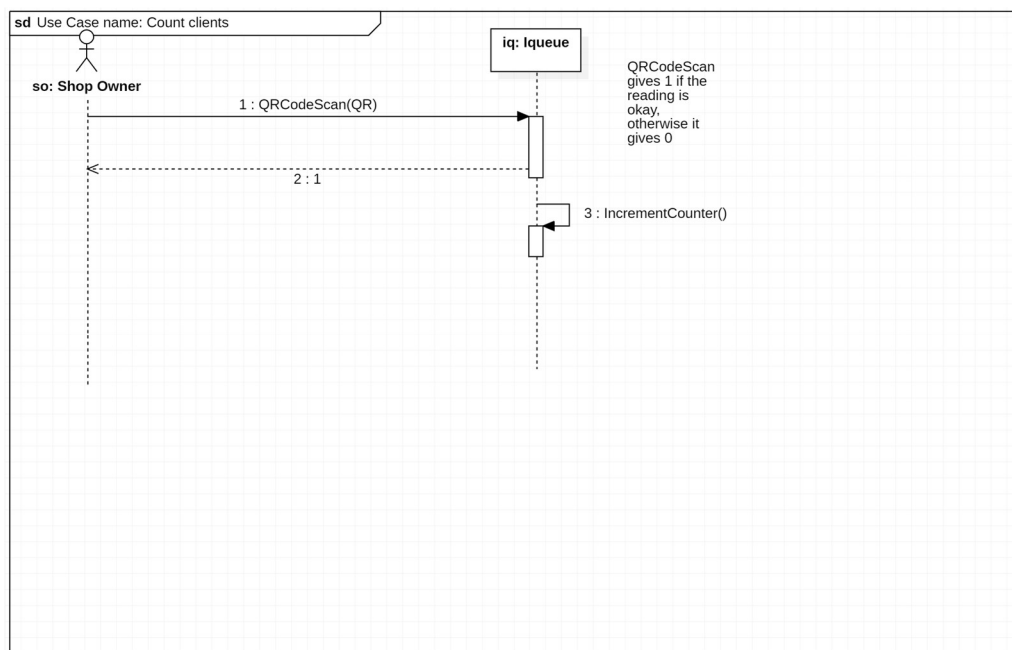 sd Use Case name: Count clients
iq: Iqueue
so: Shop Owner
QRCodeScan
gives 1 if the
reading is
okay,
otherwise it
gives 0
1 : QRCodeScan(QR)
2 : 1
3 : IncrementCounter()